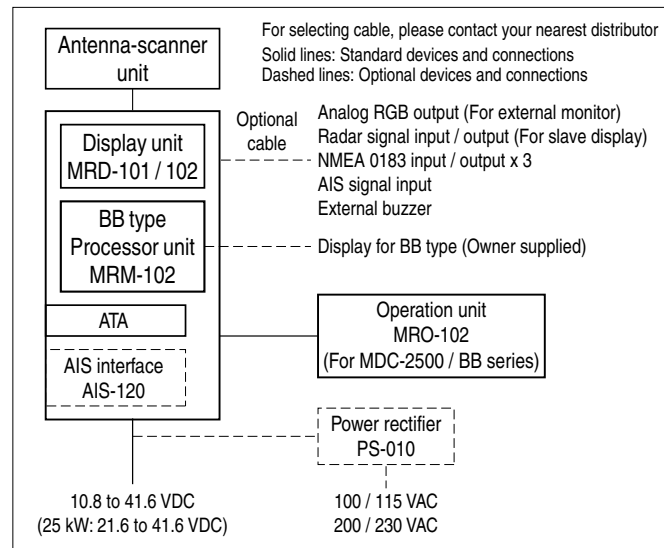 Antenna-scanner
unit
For selecting cable, please contact your nearest distributor
Solid lines: Standard devices and connections
Dashed lines: Optional devices and connections
Display unit
MRD-101 / 102
Optional
cable
Analog RGB output (For external monitor)
Radar signal input / output (For slave display)
NMEA 0183 input / output x 3
AIS signal input
External buzzer
BB type
Processor unit
MRM-102
Display for BB type (Owner supplied)
ATA
AIS interface
AIS-120
Operation unit
MRO-102
(For MDC-2500 / BB series)
Power rectifier
PS-010
10.8 to 41.6 VDC
(25 kW: 21.6 to 41.6 VDC)
100 / 115 VAC
200 / 230 VAC